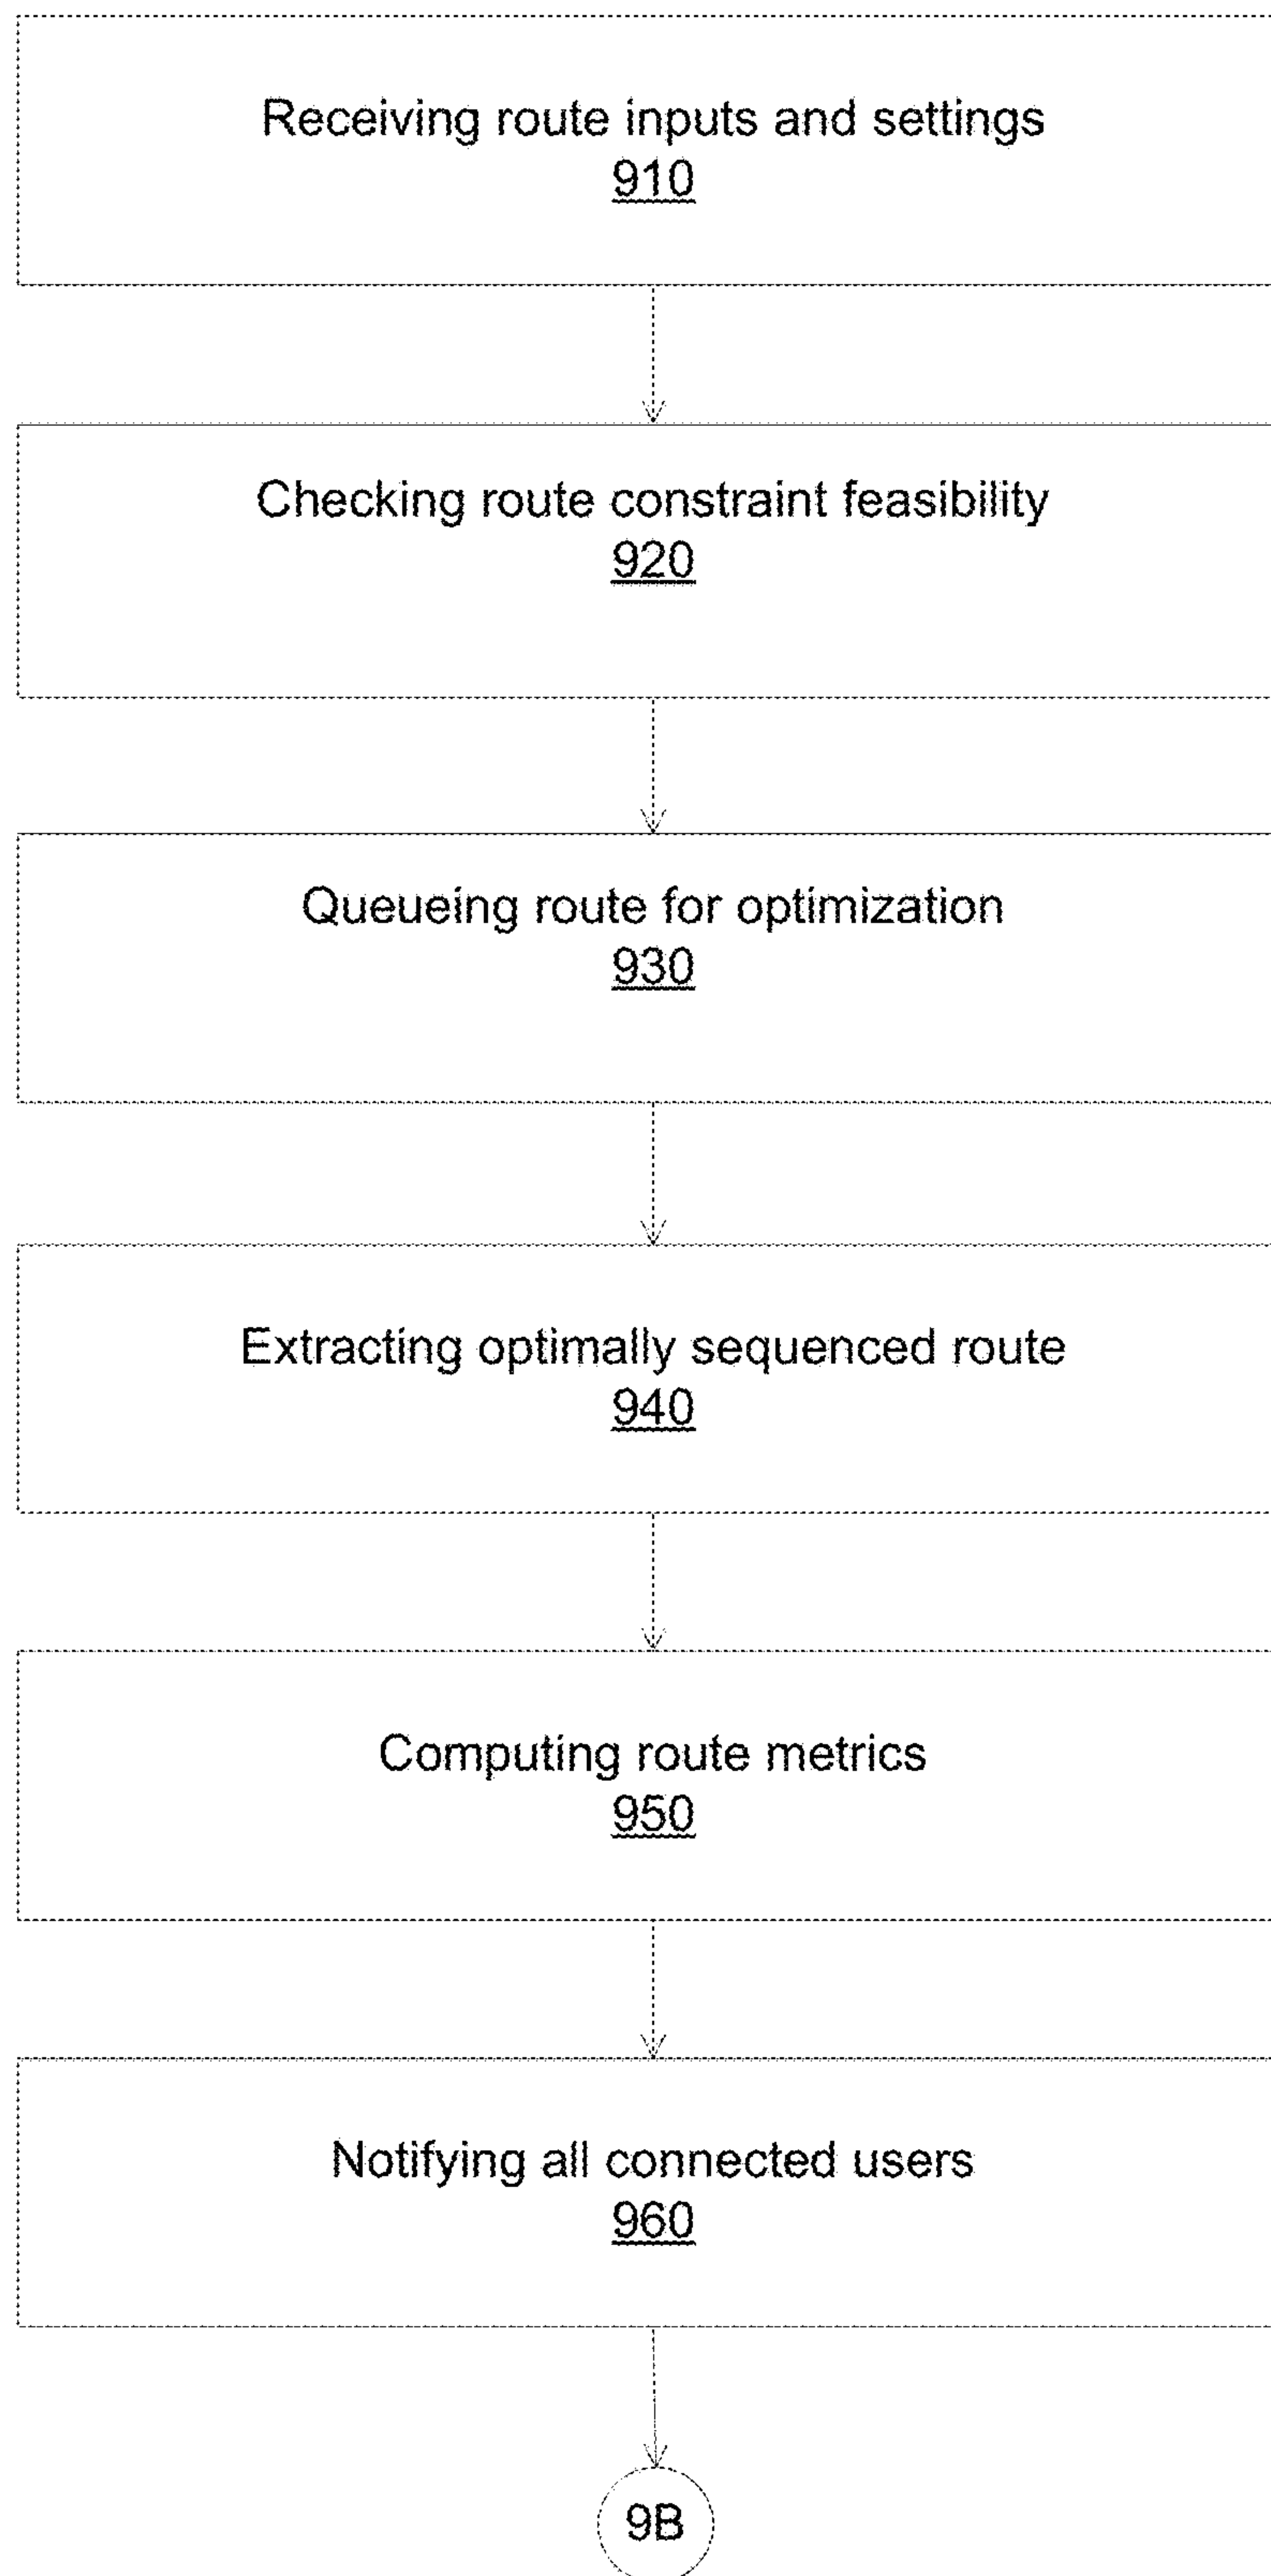 Receiving route inputs and settings
910
Checking route constraint feasibility
920
Queueing route for optimization
930
Extracting optimally sequenced route
940
Computing route metrics
950
Notifying all connected users
960
9B